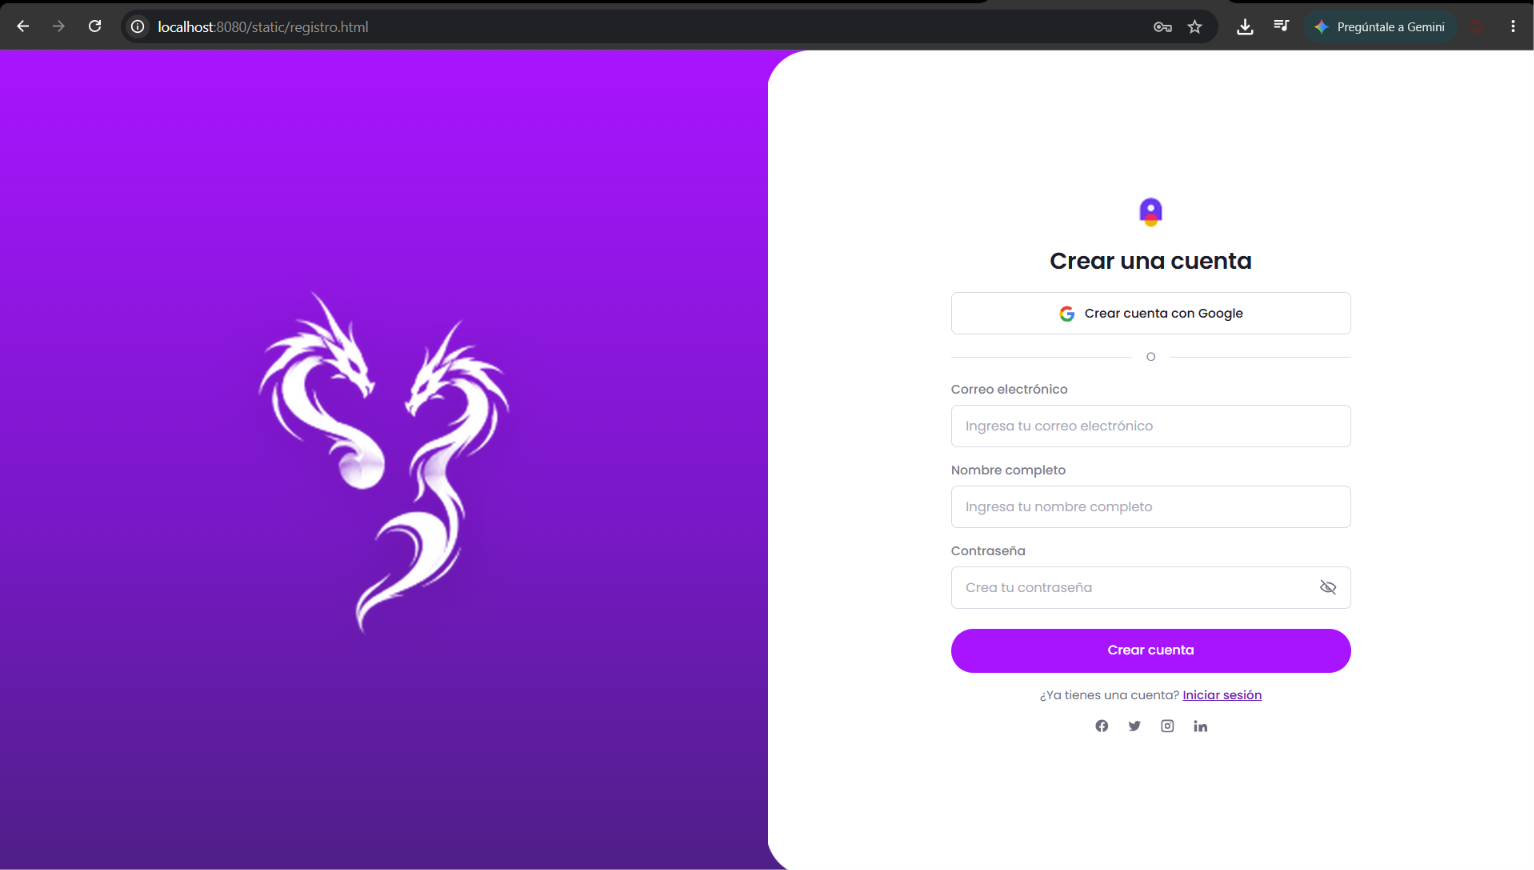 localhost:8080/static/registro.html
Pregúntale a Gemini
Crear una cuenta
Crear cuenta con Google
O
Correo electrónico
Ingresa tu correo electrónico
Nombre completo
Ingresa tu nombre completo
Contraseña
Crea tu contraseña
Crear cuenta
¿Ya tienes una cuenta? Iniciar sesión